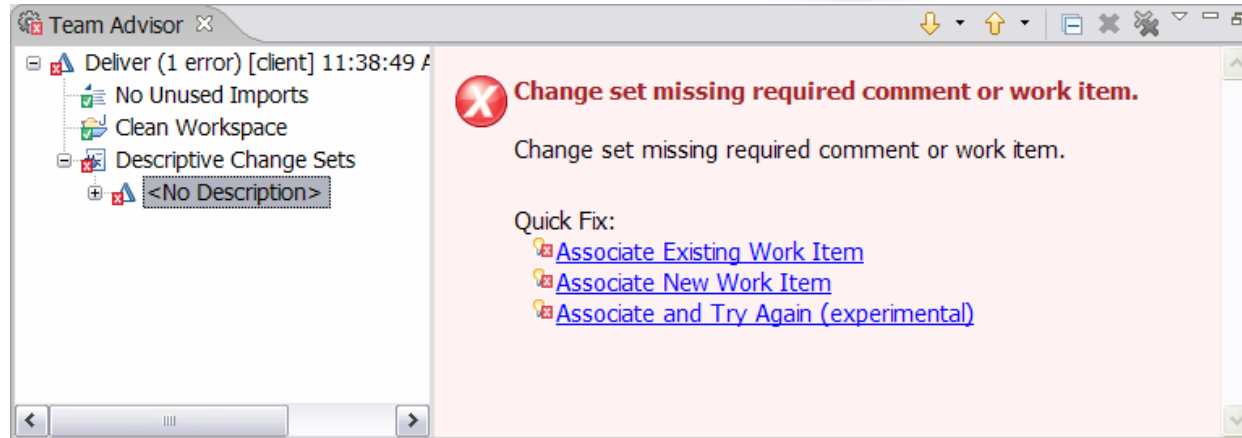 Team Advisor
Deliver (1 error) [client] 11:38:49 A
No Unused Imports
Clean Workspace
Descriptive Change Sets
<No Description>
Change set missing required comment or work item.
Change set missing required comment or work item.
Quick Fix:
Associate Existing Work Item
Associate New Work Item
Associate and Try Again (experimental)